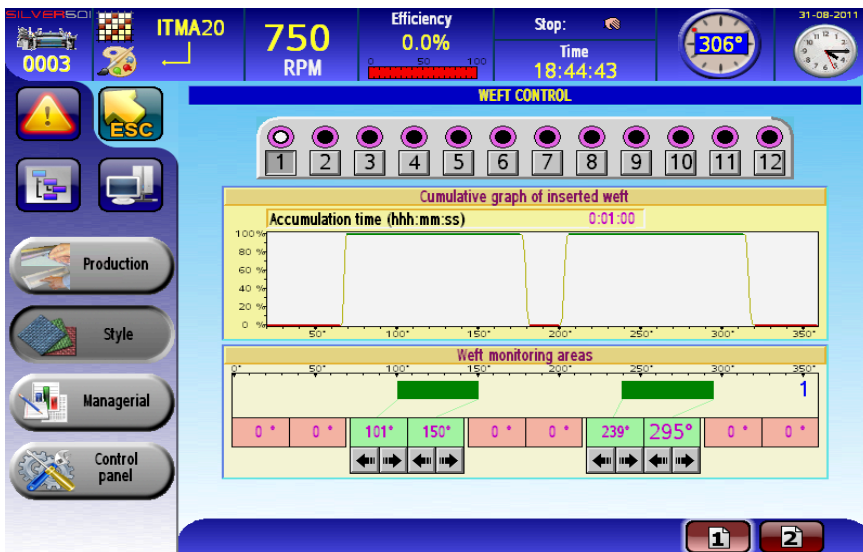 SILVER501
0003
ITMA20
750
RPM
Efficiency
0.0%
0 50 100
Stop:
Time
18:44:43
306°
31-08-2011
ESC
WEFT CONTROL
1 2 3 4 5 6 7 8 9 10 11 12
Cumulative graph of inserted weft
Accumulation time (hhh:mm:ss) 0:01:00
100 %
80 %
60 %
40 %
20 %
0 %
50° 100° 150° 200° 250° 300° 350°
Weft monitoring areas
0° 50° 100° 150° 200° 250° 300° 350°
1
0 ° 0 ° 101° 150° 0 ° 0 ° 239° 295° 0 ° 0 °
Production
Style
Managerial
Control
panel
1 2